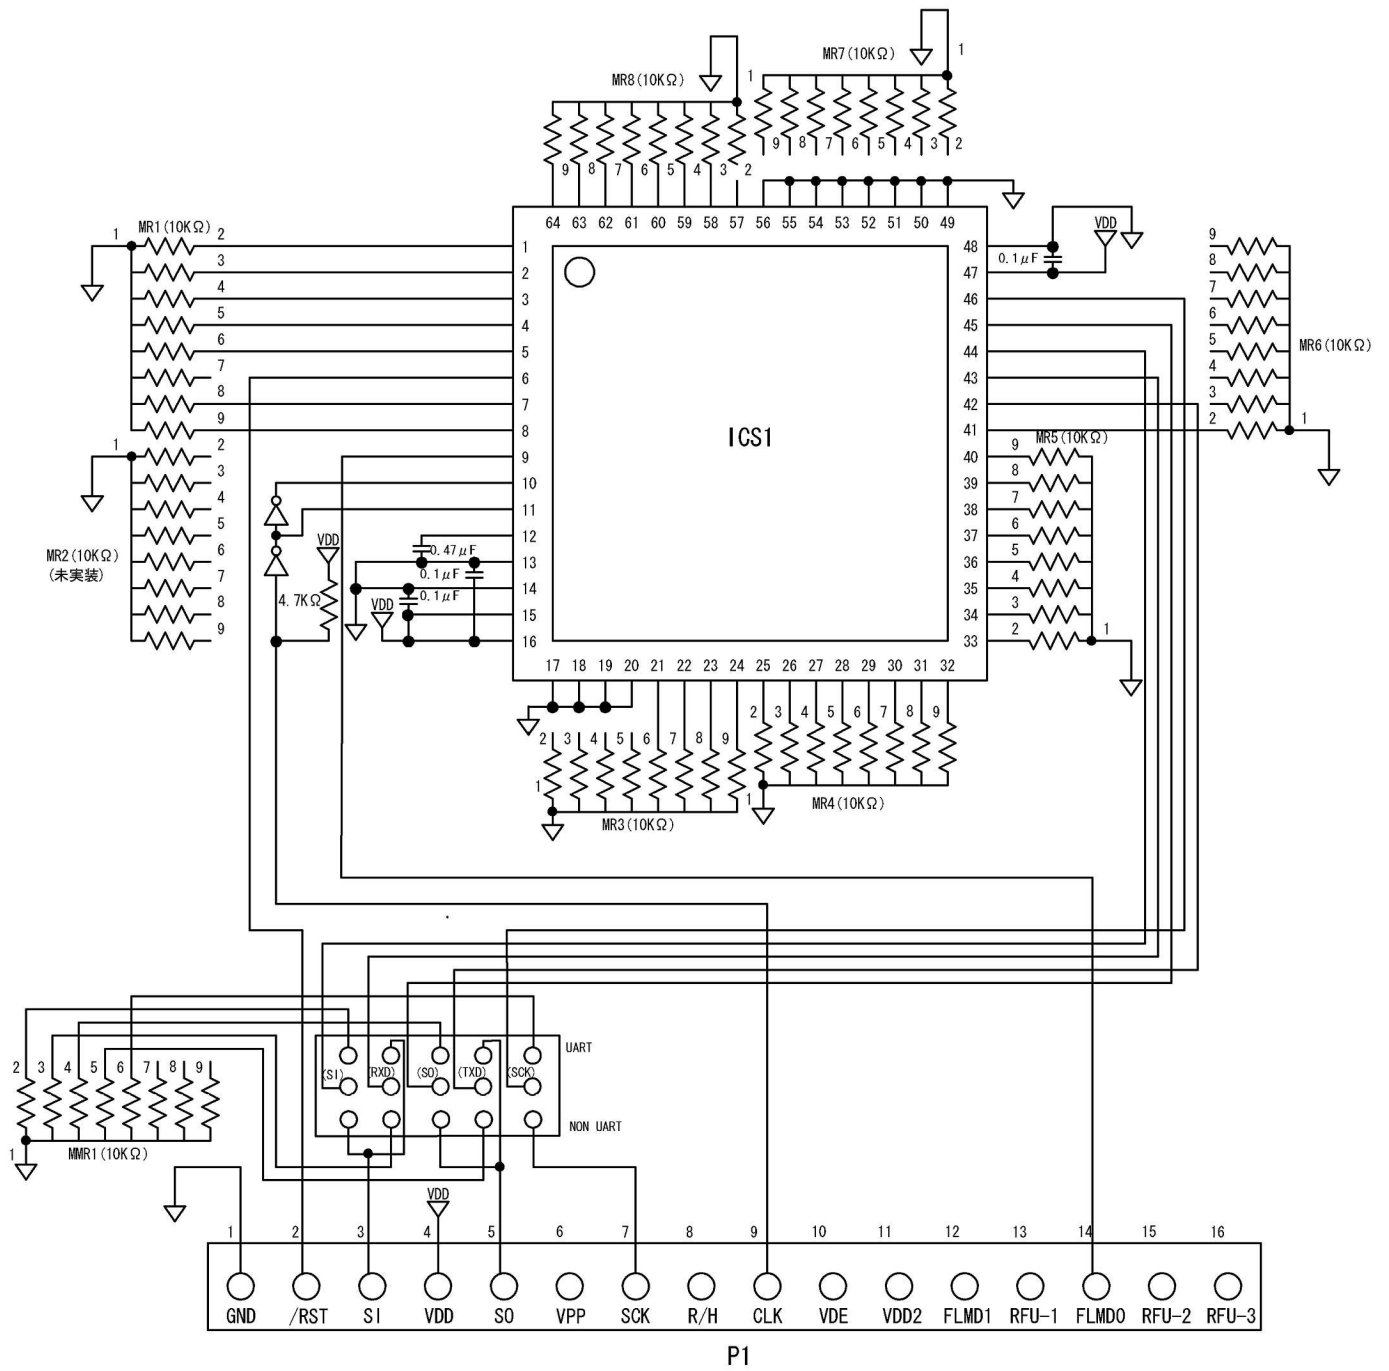 MR7(10KΩ)
1
MR8(10KΩ)
1
9 8 7 6 5 4 3 2
9 8 7 6 5 4 3 2
64 63 62 61 60 59 58 57 56 55 54 53 52 51 50 49
MR1(10KΩ)
1
2
3
4
5
6
7
8
9
1
2
3
4
5
6
7
8
9
MR2(10KΩ)
(未実装)
1
2
3
4
5
6
7
8
9
10
11
12
13
14
15
16
VDD
4.7KΩ
0.47μF
0.1μF
0.1μF
VDD
ICS1
48
47
46
45
44
43
42
41
40
39
38
37
36
35
34
33
0.1μF
VDD
9
8
7
6
5
4
3
2
1
MR6(10KΩ)
MR5(10KΩ)
9
8
7
6
5
4
3
2
1
17 18 19 20 21 22 23 24 25 26 27 28 29 30 31 32
2 3 4 5 6 7 8 9
1
MR3(10KΩ)
2 3 4 5 6 7 8 9
1
MR4(10KΩ)
2 3 4 5 6 7 8 9
1
MMR1(10KΩ)
UART
(SI) (RXD) (SO) (TXD) (SCK)
NON UART
VDD
1 2 3 4 5 6 7 8 9 10 11 12 13 14 15 16
GND /RST SI VDD SO VPP SCK R/H CLK VDE VDD2 FLMD1 RFU-1 FLMD0 RFU-2 RFU-3
P1